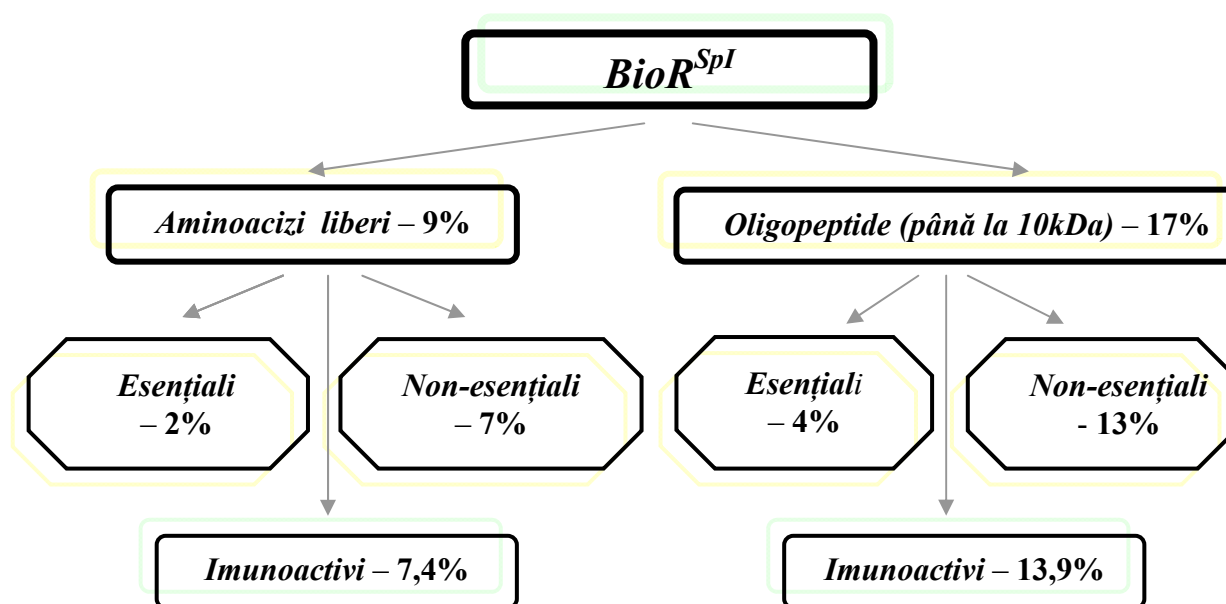 BioR^SpI
Aminoacizi liberi – 9%
Oligopeptide (până la 10kDa) – 17%
Esențiali
– 2%
Non-esențiali
– 7%
Esențiali
– 4%
Non-esențiali
- 13%
Imunoactivi – 7,4%
Imunoactivi – 13,9%